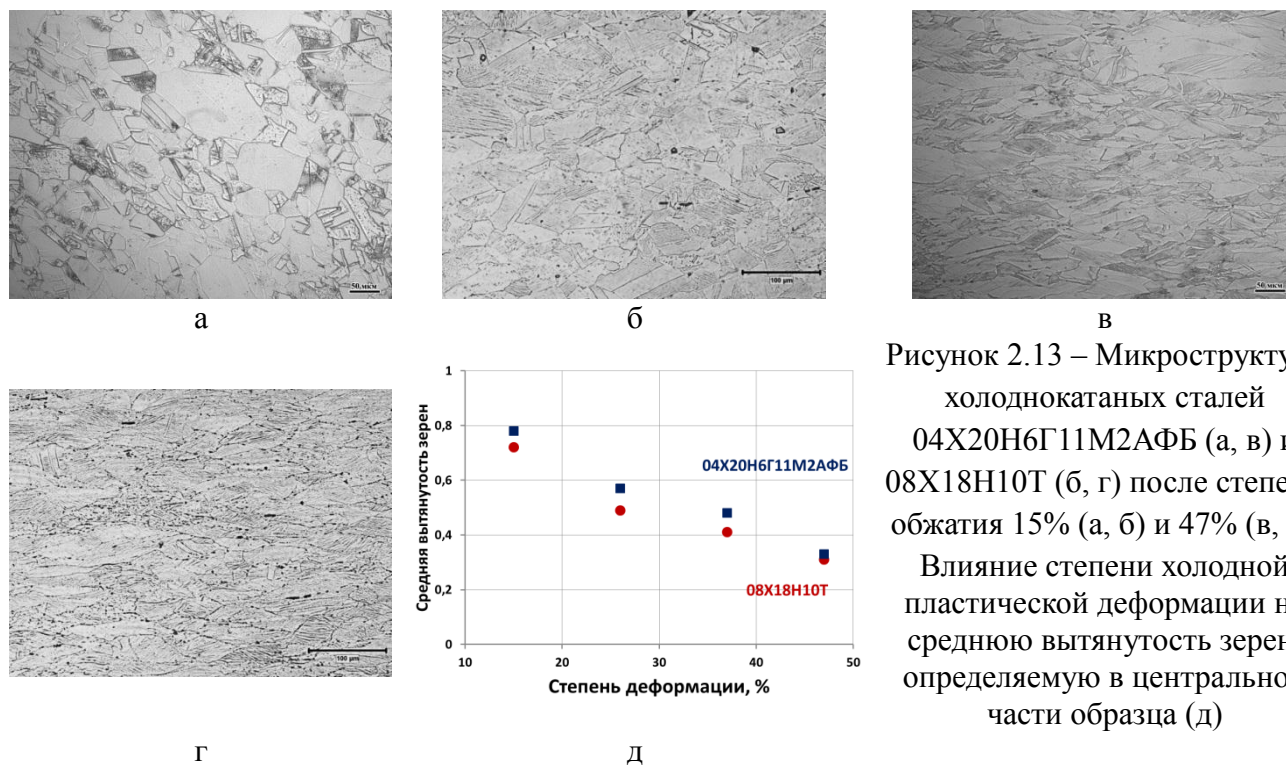 50 мкм
100 µm
50 мкм
а
б
в
100 µm
Средняя вытянутость зерен
1
0,8
0,6
0,4
0,2
0
04Х20Н6Г11М2АФБ
08Х18Н10Т
10 20 30 40 50
Степень деформации, %
г
д
Рисунок 2.13 – Микрострукту
холоднокатаных сталей
04Х20Н6Г11М2АФБ (а, в) и
08Х18Н10Т (б, г) после степе
обжатия 15% (а, б) и 47% (в,
Влияние степени холодной
пластической деформации н
среднюю вытянутость зерен
определяемую в центрально
части образца (д)